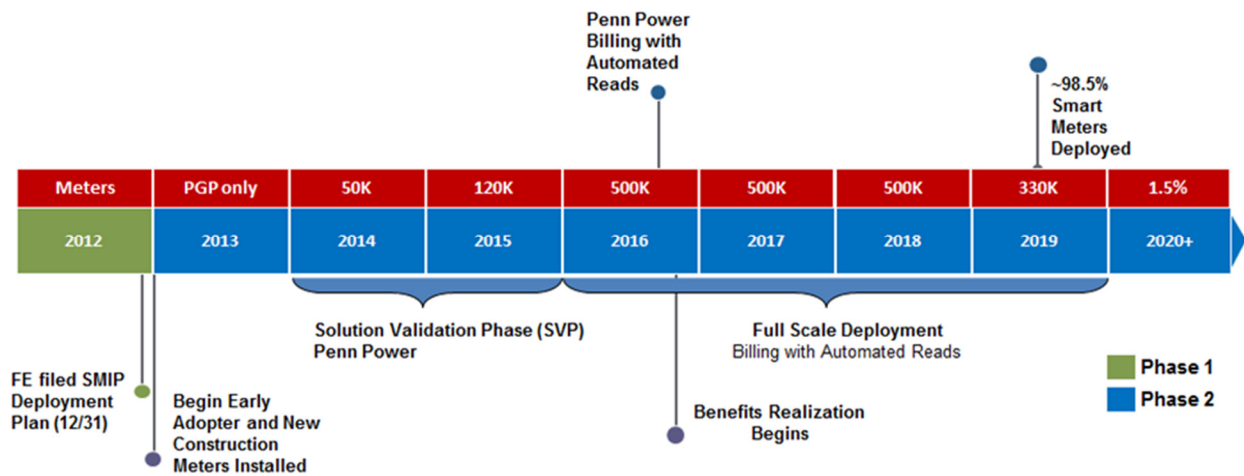 Penn Power
Billing with
Automated
Reads
~98.5%
Smart
Meters
Deployed
Meters PGP only 50K 120K 500K 500K 500K 330K 1.5%
2012 2013 2014 2015 2016 2017 2018 2019 2020+
Solution Validation Phase (SVP)
Penn Power
Full Scale Deployment
Billing with Automated Reads
FE filed SMIP
Deployment
Plan (12/31)
Begin Early
Adopter and New
Construction
Meters Installed
Benefits Realization
Begins
Phase 1
Phase 2